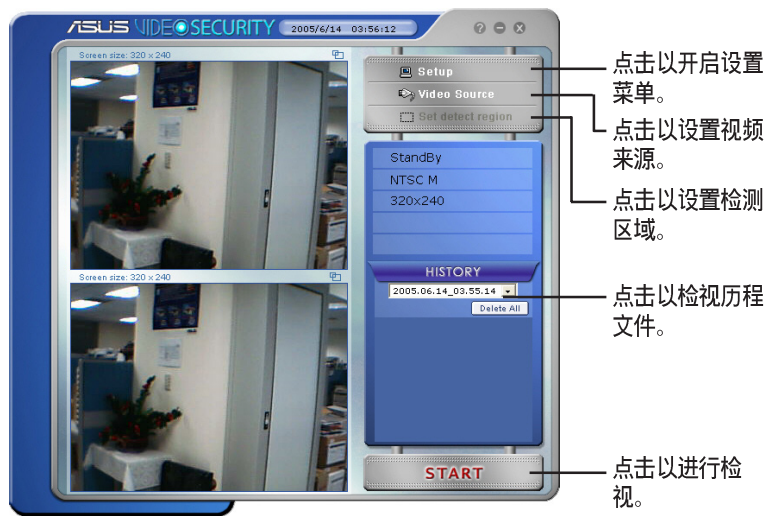 ASUS VIDEO SECURITY 2005/6/14 03:56:12
Screen size: 320 x 240
Setup
Video Source
Set detect region
StandBy
NTSC M
320x240
HISTORY
2005.06.14_03.55.14
Delete All
Screen size: 320 x 240
START
点击以开启设置
菜单。
点击以设置视频
来源。
点击以设置检测
区域。
点击以检视历程
文件。
点击以进行检
视。